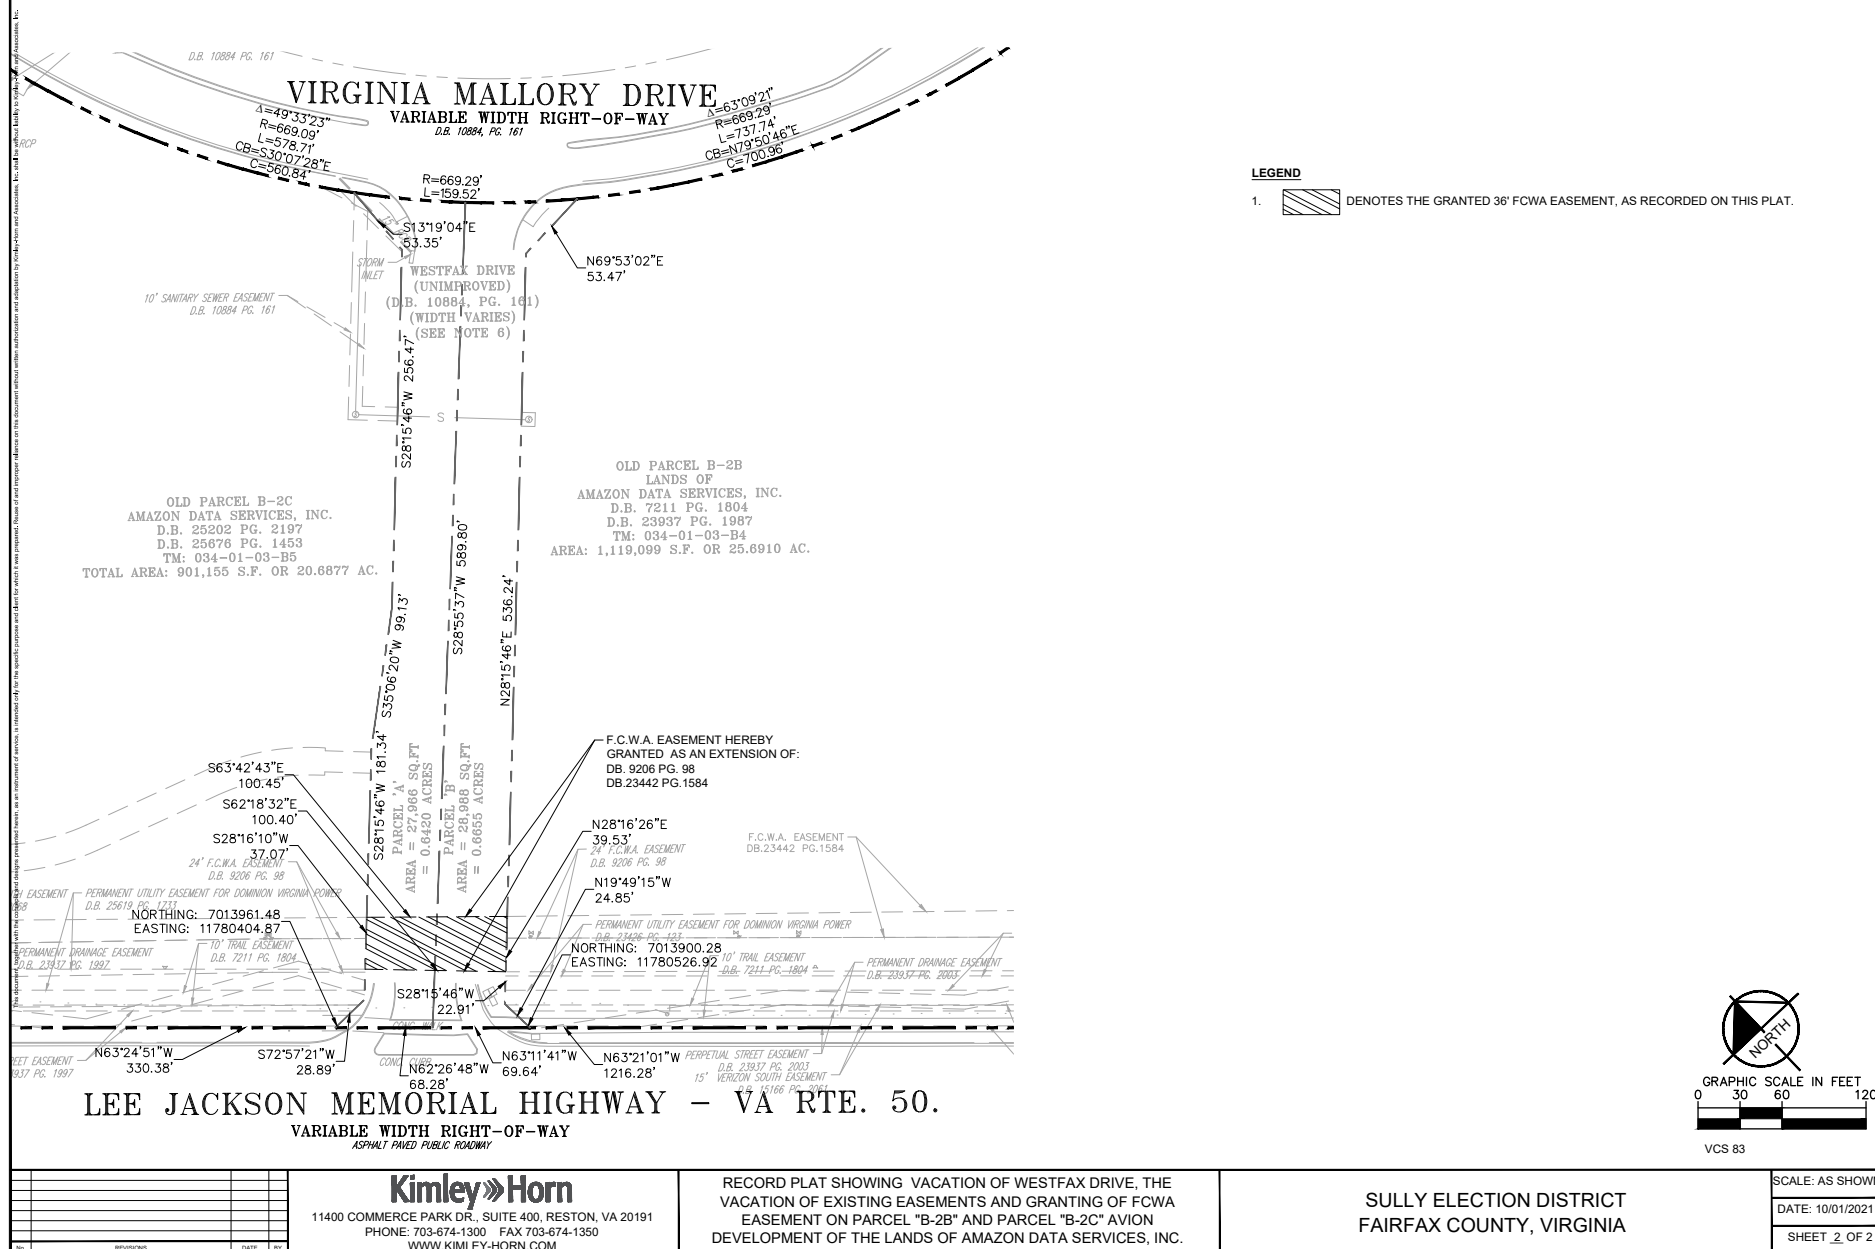 D.B. 10884 PG. 161
VIRGINIA MALLORY DRIVE
VARIABLE WIDTH RIGHT-OF-WAY
D.B. 10884, PG. 161
Δ=49°33'23"
R=669.09'
L=578.71'
CB=S30°07'28"E
C=560.84'
Δ=63°09'21"
R=669.29'
L=737.74'
CB=N79°50'46"E
C=700.96'
RCP
R=669.29'
L=159.52'
S13°19'04"E
53.35'
N69°53'02"E
53.47'
STORM
INLET
WESTFAX DRIVE
(UNIMPROVED)
(D.B. 10884, PG. 161)
(WIDTH VARIES)
(SEE NOTE 6)
10' SANITARY SEWER EASEMENT
D.B. 10884 PG. 161
S28°15'46"W 256.47'
S
LEGEND
1. DENOTES THE GRANTED 36' FCWA EASEMENT, AS RECORDED ON THIS PLAT.
OLD PARCEL B-2C
AMAZON DATA SERVICES, INC.
D.B. 25202 PG. 2197
D.B. 25676 PG. 1453
TM: 034-01-03-B5
TOTAL AREA: 901,155 S.F. OR 20.6877 AC.
OLD PARCEL B-2B
LANDS OF
AMAZON DATA SERVICES, INC.
D.B. 7211 PG. 1804
D.B. 23937 PG. 1987
TM: 034-01-03-B4
AREA: 1,119,099 S.F. OR 25.6910 AC.
S35°06'20"W 99.13'
S28°55'37"W 589.80'
N28°15'46"E 536.24'
S28°15'46"W 181.34'
PARCEL 'A'
AREA = 27,966 SQ.FT
= 0.6420 ACRES
PARCEL 'B'
AREA = 28,988 SQ.FT
= 0.6655 ACRES
F.C.W.A. EASEMENT HEREBY
GRANTED AS AN EXTENSION OF:
DB. 9206 PG. 98
DB.23442 PG.1584
S63°42'43"E
100.45'
S62°18'32"E
100.40'
S28°16'10"W
37.07'
24' F.C.W.A. EASEMENT
D.B. 9206 PG. 98
N28°16'26"E
39.53'
24' F.C.W.A. EASEMENT
D.B. 9206 PG. 98
F.C.W.A. EASEMENT
DB.23442 PG.1584
N19°49'15"W
24.85'
EASEMENT
PERMANENT UTILITY EASEMENT FOR DOMINION VIRGINIA POWER
D.B. 25619 PG. 1733
NORTHING: 7013961.48
EASTING: 11780404.87
PERMANENT UTILITY EASEMENT FOR DOMINION VIRGINIA POWER
D.B. 23426 PG. 123
NORTHING: 7013900.28
EASTING: 11780526.92
PERMANENT DRAINAGE EASEMENT
D.B. 23937 PG. 1997
10' TRAIL EASEMENT
D.B. 7211 PG. 1804
10' TRAIL EASEMENT
D.B. 7211 PG. 1804
PERMANENT DRAINAGE EASEMENT
D.B. 23937 PG. 2003
S28°15'46"W
22.91'
CONC. WALK
CONC. CURB
EASEMENT
PG. 1997
N63°24'51"W
330.38'
S72°57'21"W
28.89'
N62°26'48"W
68.28'
N63°11'41"W
69.64'
N63°21'01"W
1216.28'
PERPETUAL STREET EASEMENT
D.B. 23937 PG. 2003
15' VERIZON SOUTH EASEMENT
D.B. 15166 PG. 2061
LEE JACKSON MEMORIAL HIGHWAY - VA RTE. 50.
VARIABLE WIDTH RIGHT-OF-WAY
ASPHALT PAVED PUBLIC ROADWAY
NORTH
GRAPHIC SCALE IN FEET
0 30 60 120
VCS 83
No. REVISIONS DATE BY
Kimley»Horn
11400 COMMERCE PARK DR., SUITE 400, RESTON, VA 20191
PHONE: 703-674-1300 FAX 703-674-1350
WWW.KIMLEY-HORN.COM
RECORD PLAT SHOWING VACATION OF WESTFAX DRIVE, THE
VACATION OF EXISTING EASEMENTS AND GRANTING OF FCWA
EASEMENT ON PARCEL "B-2B" AND PARCEL "B-2C" AVION
DEVELOPMENT OF THE LANDS OF AMAZON DATA SERVICES, INC.
SULLY ELECTION DISTRICT
FAIRFAX COUNTY, VIRGINIA
SCALE: AS SHOWN
DATE: 10/01/2021
SHEET 2 OF 2